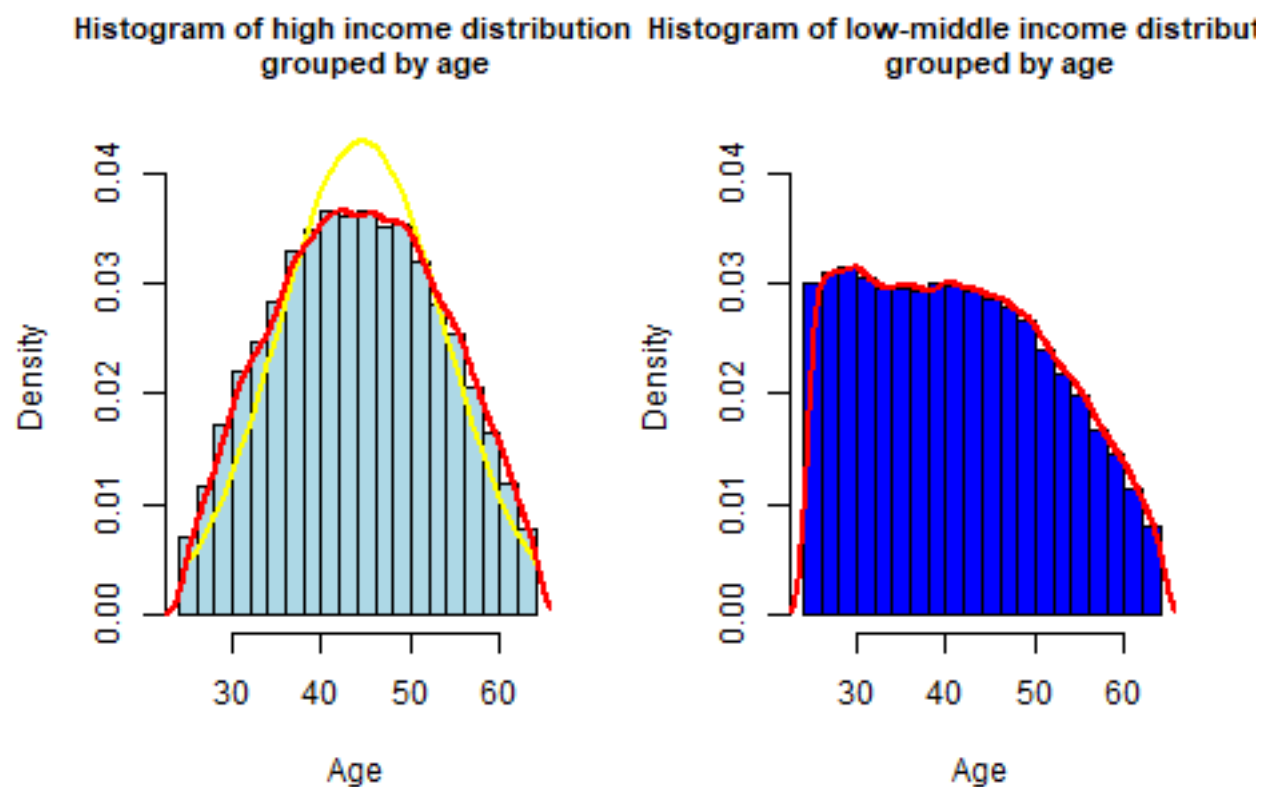 Histogram of high income distribution
grouped by age
Density
0.00 0.01 0.02 0.03 0.04
30 40 50 60
Age
Histogram of low-middle income distribut
grouped by age
Density
0.00 0.01 0.02 0.03 0.04
30 40 50 60
Age